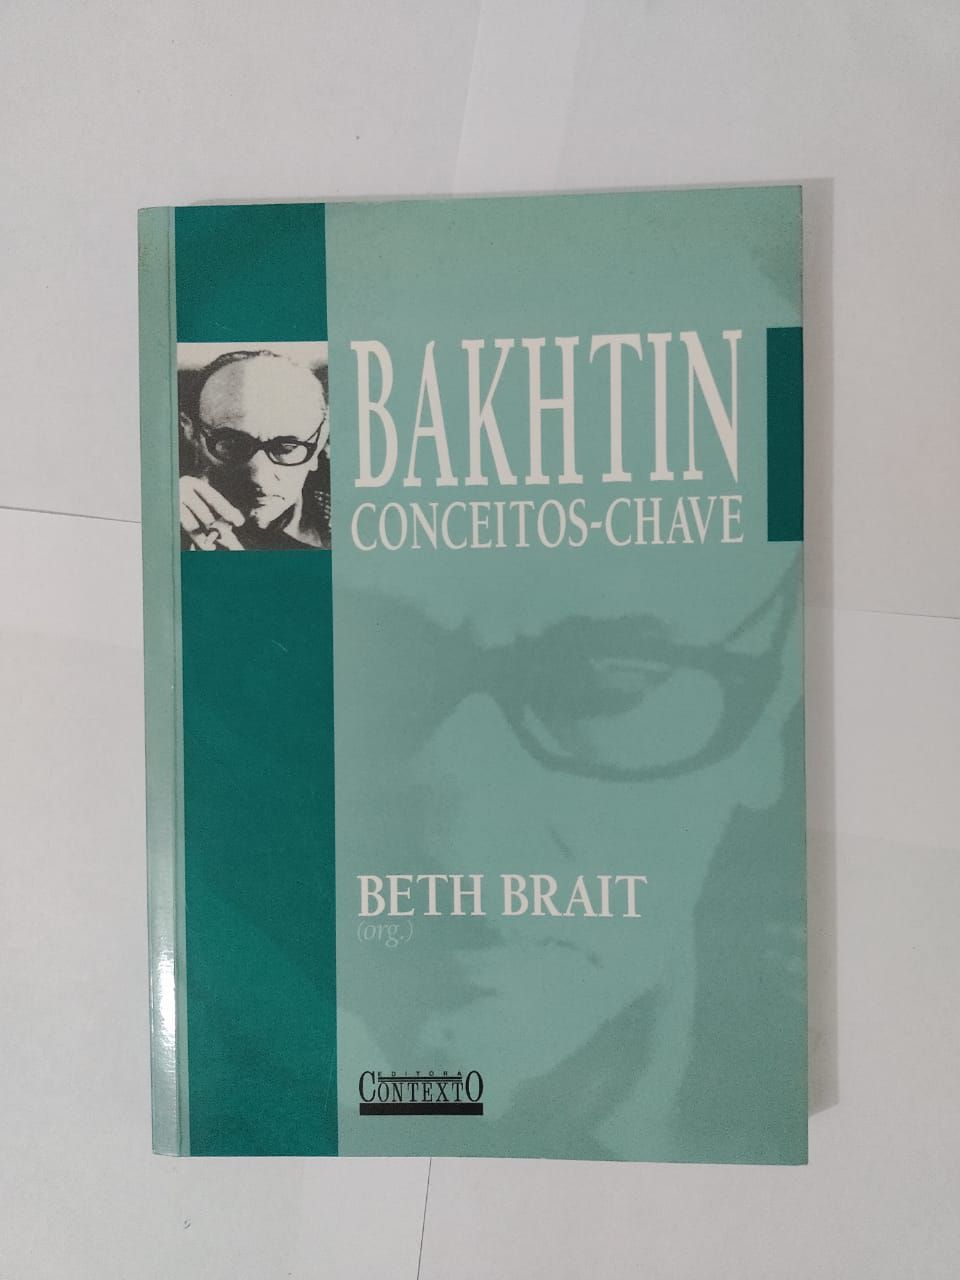 BAKHTIN
CONCEITOS-CHAVE
BETH BRAIT
(org.)
EDITORA
CONTEXTO